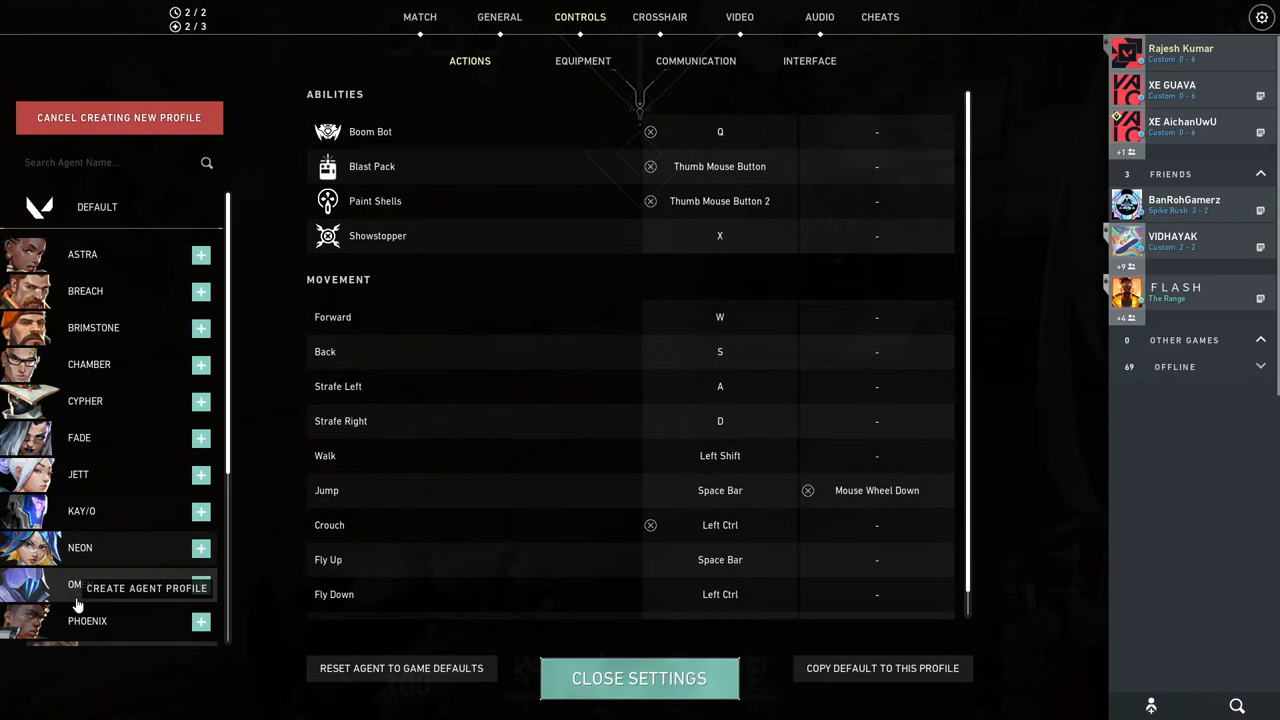 2 / 2
2 / 3
MATCH
GENERAL
CONTROLS
CROSSHAIR
VIDEO
AUDIO
CHEATS
ACTIONS
EQUIPMENT
COMMUNICATION
INTERFACE
CANCEL CREATING NEW PROFILE
Search Agent Name...
DEFAULT
ASTRA
BREACH
BRIMSTONE
CHAMBER
CYPHER
FADE
JETT
KAY/O
NEON
CREATE AGENT PROFILE
PHOENIX
ABILITIES
Boom Bot Q -
Blast Pack Thumb Mouse Button -
Paint Shells Thumb Mouse Button 2 -
Showstopper X -
MOVEMENT
Forward W -
Back S -
Strafe Left A -
Strafe Right D -
Walk Left Shift -
Jump Space Bar Mouse Wheel Down
Crouch Left Ctrl -
Fly Up Space Bar -
Fly Down Left Ctrl -
RESET AGENT TO GAME DEFAULTS
CLOSE SETTINGS
COPY DEFAULT TO THIS PROFILE
Rajesh Kumar
Custom 0 - 6
XE GUAVA
Custom 0 - 6
XE AichanUwU
Custom 0 - 6
+1
3 FRIENDS
BanRohGamerz
Spike Rush 3 - 2
VIDHAYAK
Custom 2 - 2
+9
F L A S H
The Range
+4
0 OTHER GAMES
69 OFFLINE